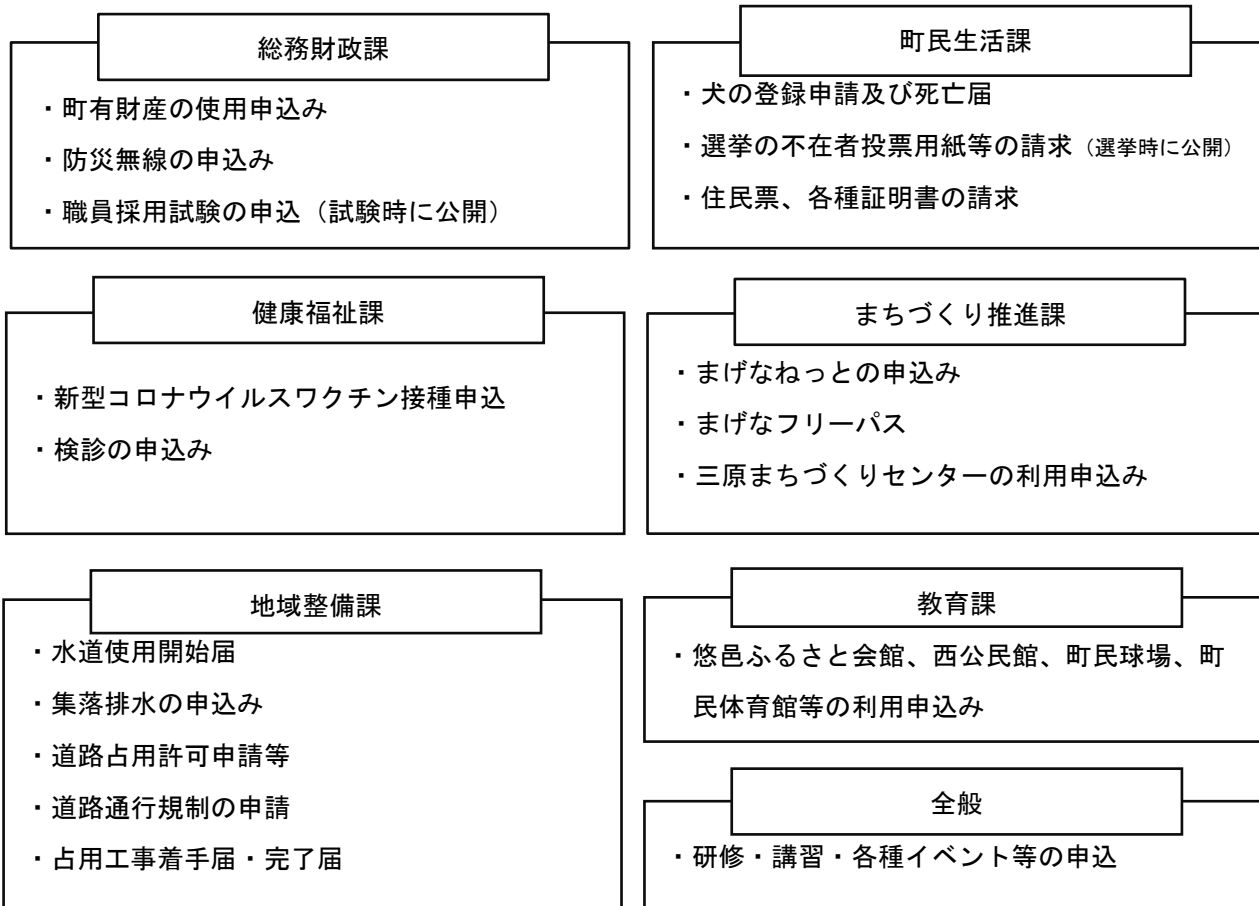 総務財政課
・町有財産の使用申込み
・防災無線の申込み
・職員採用試験の申込（試験時に公開）
町民生活課
・犬の登録申請及び死亡届
・選挙の不在者投票用紙等の請求（選挙時に公開）
・住民票、各種証明書の請求
健康福祉課
・新型コロナウイルスワクチン接種申込
・検診の申込み
まちづくり推進課
・まげなねっとの申込み
・まげなフリーパス
・三原まちづくりセンターの利用申込み
地域整備課
・水道使用開始届
・集落排水の申込み
・道路占用許可申請等
・道路通行規制の申請
・占用工事着手届・完了届
教育課
・悠邑ふるさと会館、西公民館、町民球場、町
民体育館等の利用申込み
全般
・研修・講習・各種イベント等の申込